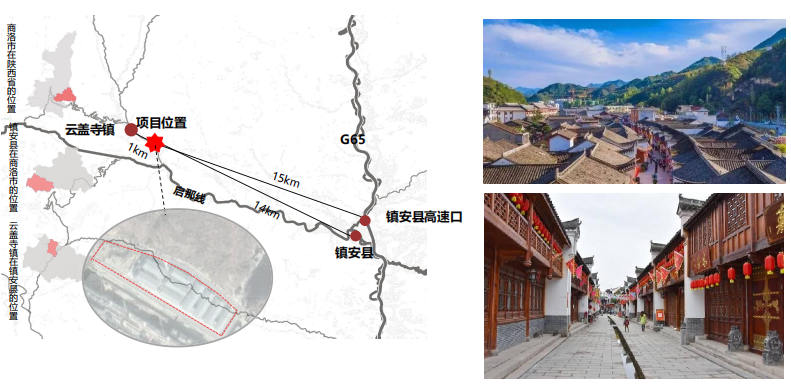 商洛市在陕西省的位置
镇安县在商洛市的位置
云盖寺镇在镇安县的位置
项目位置
云盖寺镇
1km
G65
15km
启那线
14km
镇安县高速口
镇安县